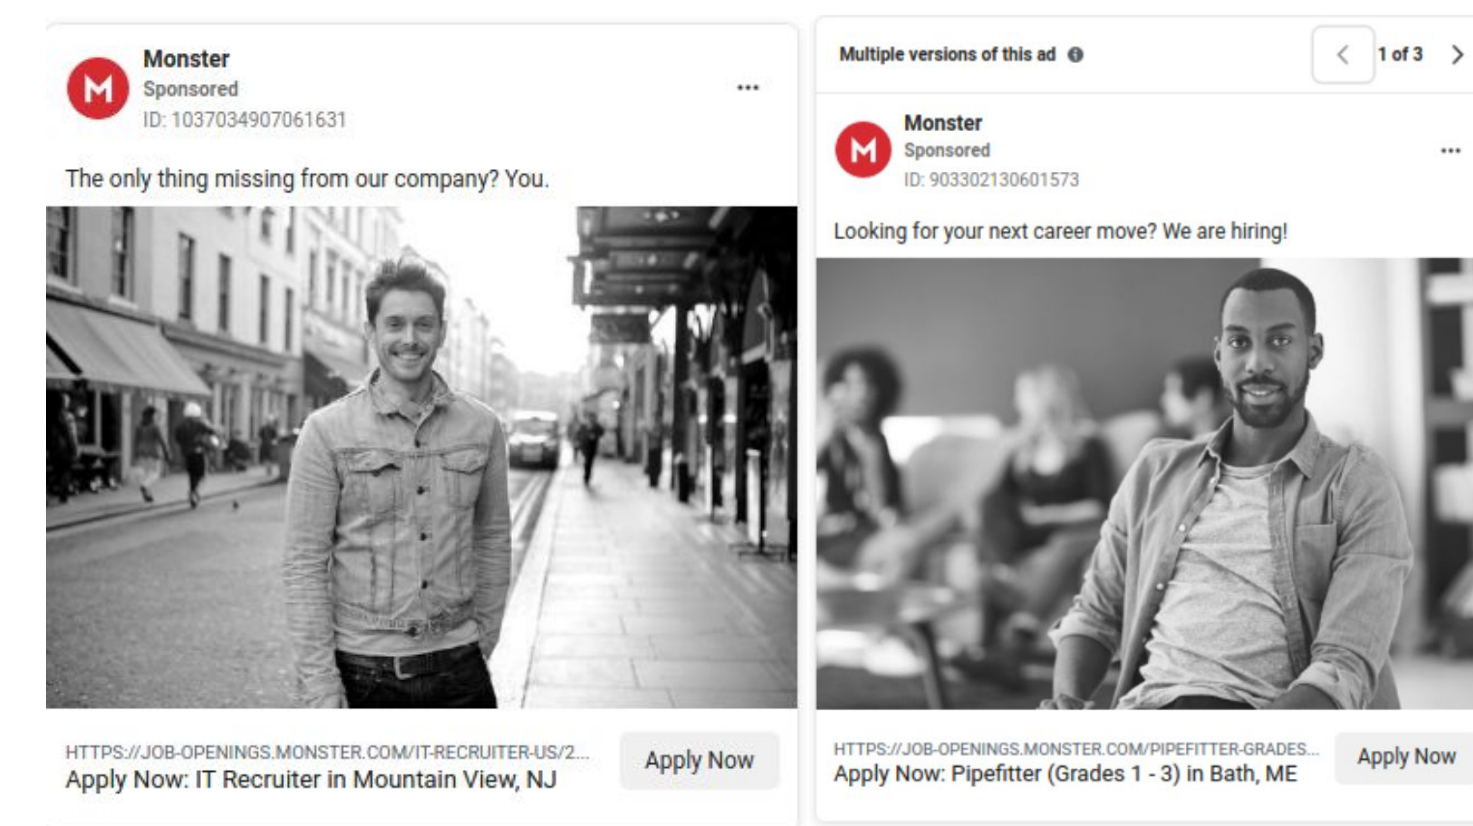 Monster
Sponsored
ID: 1037034907061631
The only thing missing from our company? You.
HTTPS://JOB-OPENINGS.MONSTER.COM/IT-RECRUITER-US/2...
Apply Now: IT Recruiter in Mountain View, NJ
Apply Now
Multiple versions of this ad
1 of 3
Monster
Sponsored
ID: 903302130601573
Looking for your next career move? We are hiring!
HTTPS://JOB-OPENINGS.MONSTER.COM/PIPEFITTER-GRADES...
Apply Now: Pipefitter (Grades 1 - 3) in Bath, ME
Apply Now